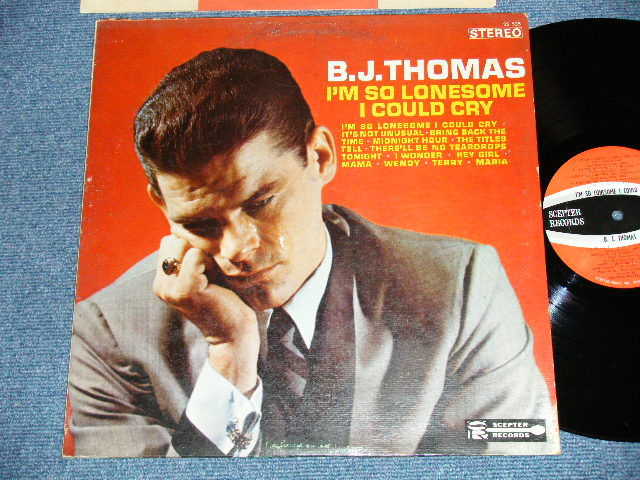 SS 535
STEREO
B.J.THOMAS
I'M SO LONESOME
I COULD CRY
I'M SO LONESOME I COULD CRY ·
IT'S NOT UNUSUAL · BRING BACK THE
TIME · MIDNIGHT HOUR · THE TITLES
TELL · THERE'LL BE NO TEARDROPS
TONIGHT · I WONDER · HEY GIRL ·
MAMA · WENDY · TERRY · MARIA
SCEPTER
RECORDS
I'M SO LONESOME I COULD
SCEPTER
RECORDS
B. J. THOMAS